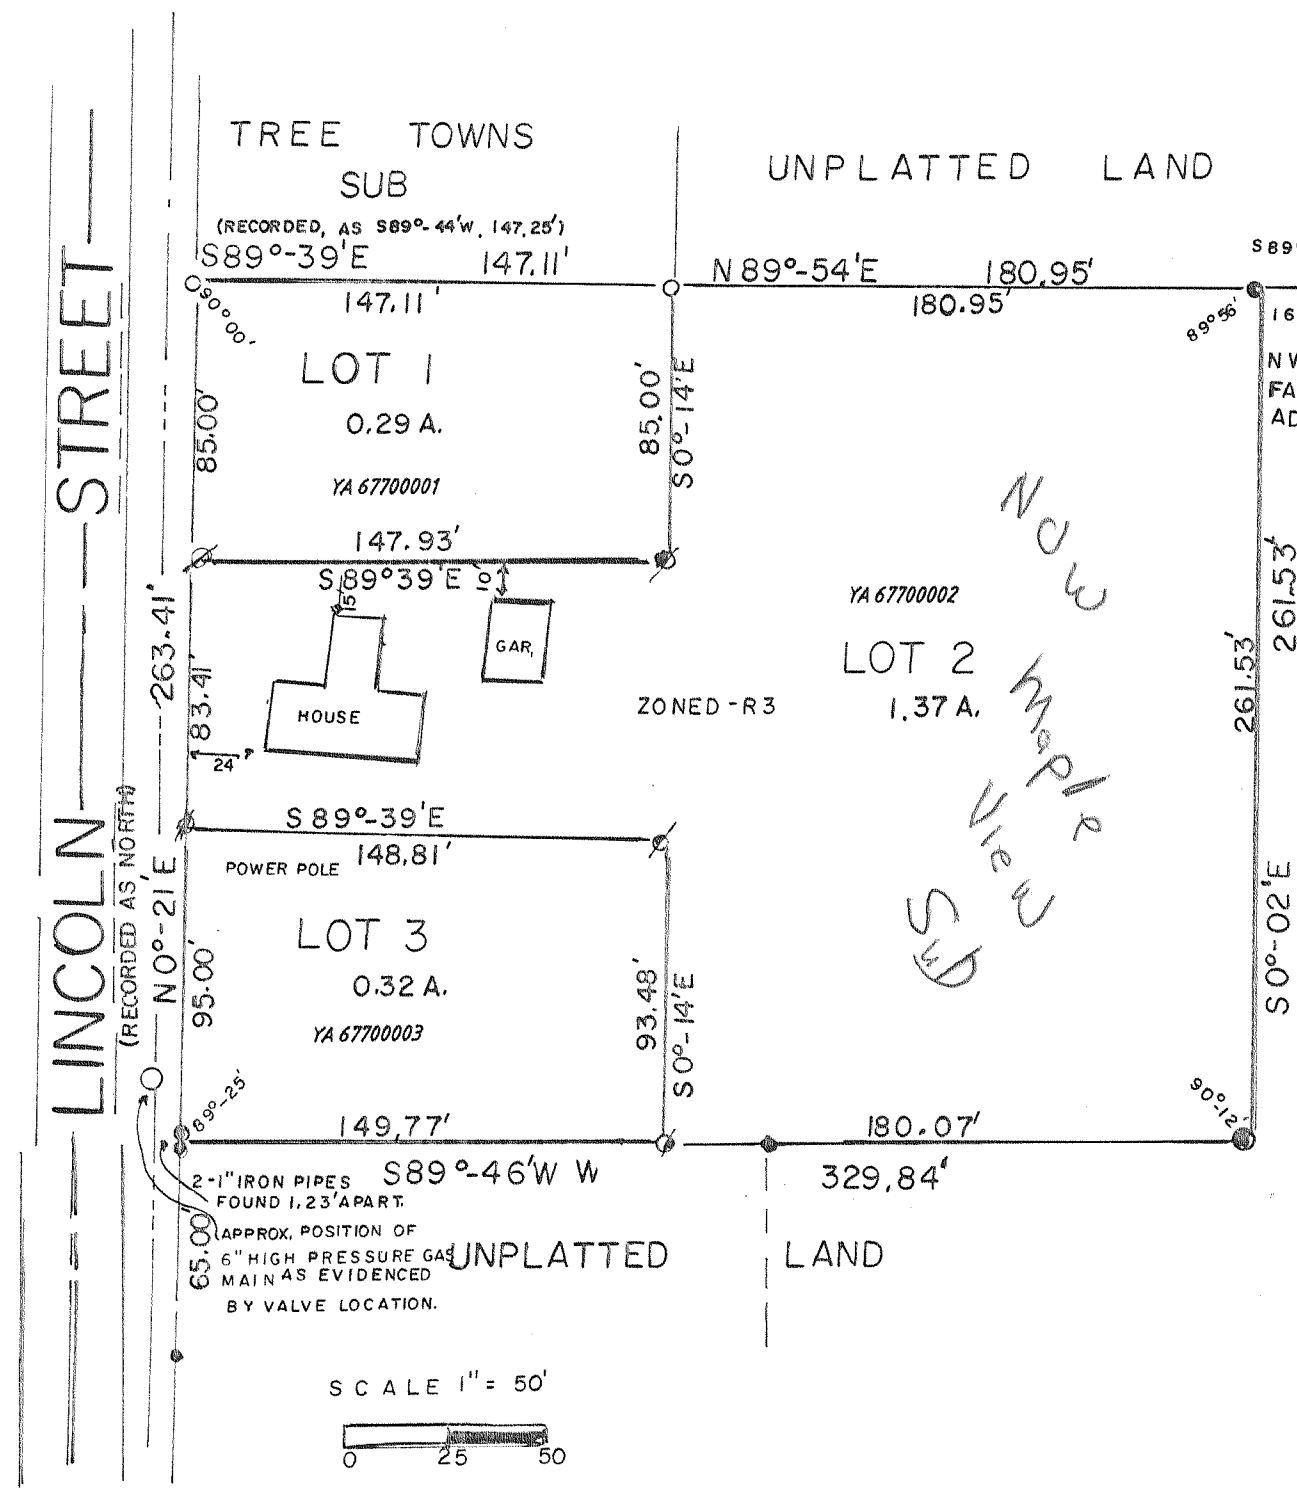 TREE TOWNS
SUB
(RECORDED, AS S89°-44'W, 147.25')
S89°-39'E 147.11'
147.11'
90°00'
UNPLATTED LAND
N89°-54'E 180.95'
180.95'
89°56'
S89°
16
NW
FA
AD
LOT 1
0.29 A.
YA 67700001
85.00'
85.00'
S0°-14'E
147.93'
S89°39'E
10'
15'
GAR.
HOUSE
24'
83.41'
263.41'
ZONED-R3
YA 67700002
LOT 2
1.37 A.
Now
Maple
View
Sub
261.53'
261.53'
S0°-02'E
S89°-39'E
148.81'
POWER POLE
LOT 3
0.32 A.
YA 67700003
95.00'
93.48'
S0°-14'E
LINCOLN STREET
(RECORDED AS NORTH)
N0°-21'E
89°-25'
90°-12'
149.77'
180.07'
S89°-46'W W
329.84'
2-1" IRON PIPES
FOUND 1.23' APART.
APPROX. POSITION OF
6" HIGH PRESSURE GAS
MAIN AS EVIDENCED
BY VALVE LOCATION.
65.00'
UNPLATTED LAND
SCALE 1" = 50'
0 25 50